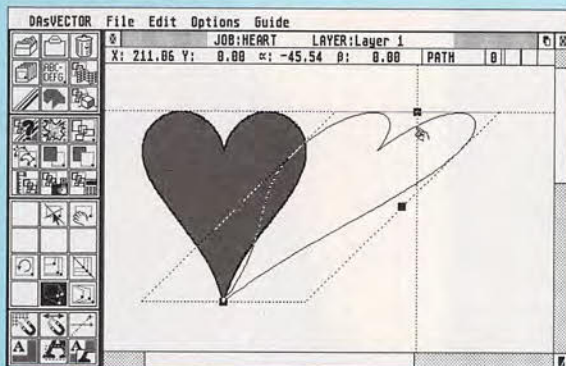 DAsVECTOR File Edit Options Guide
JOB:HEART LAYER:Layer 1
X: 211.06 Y: 0.00 α: -45.54 β: 0.00 PATH 0
ABC-
DEFG.
?
A A